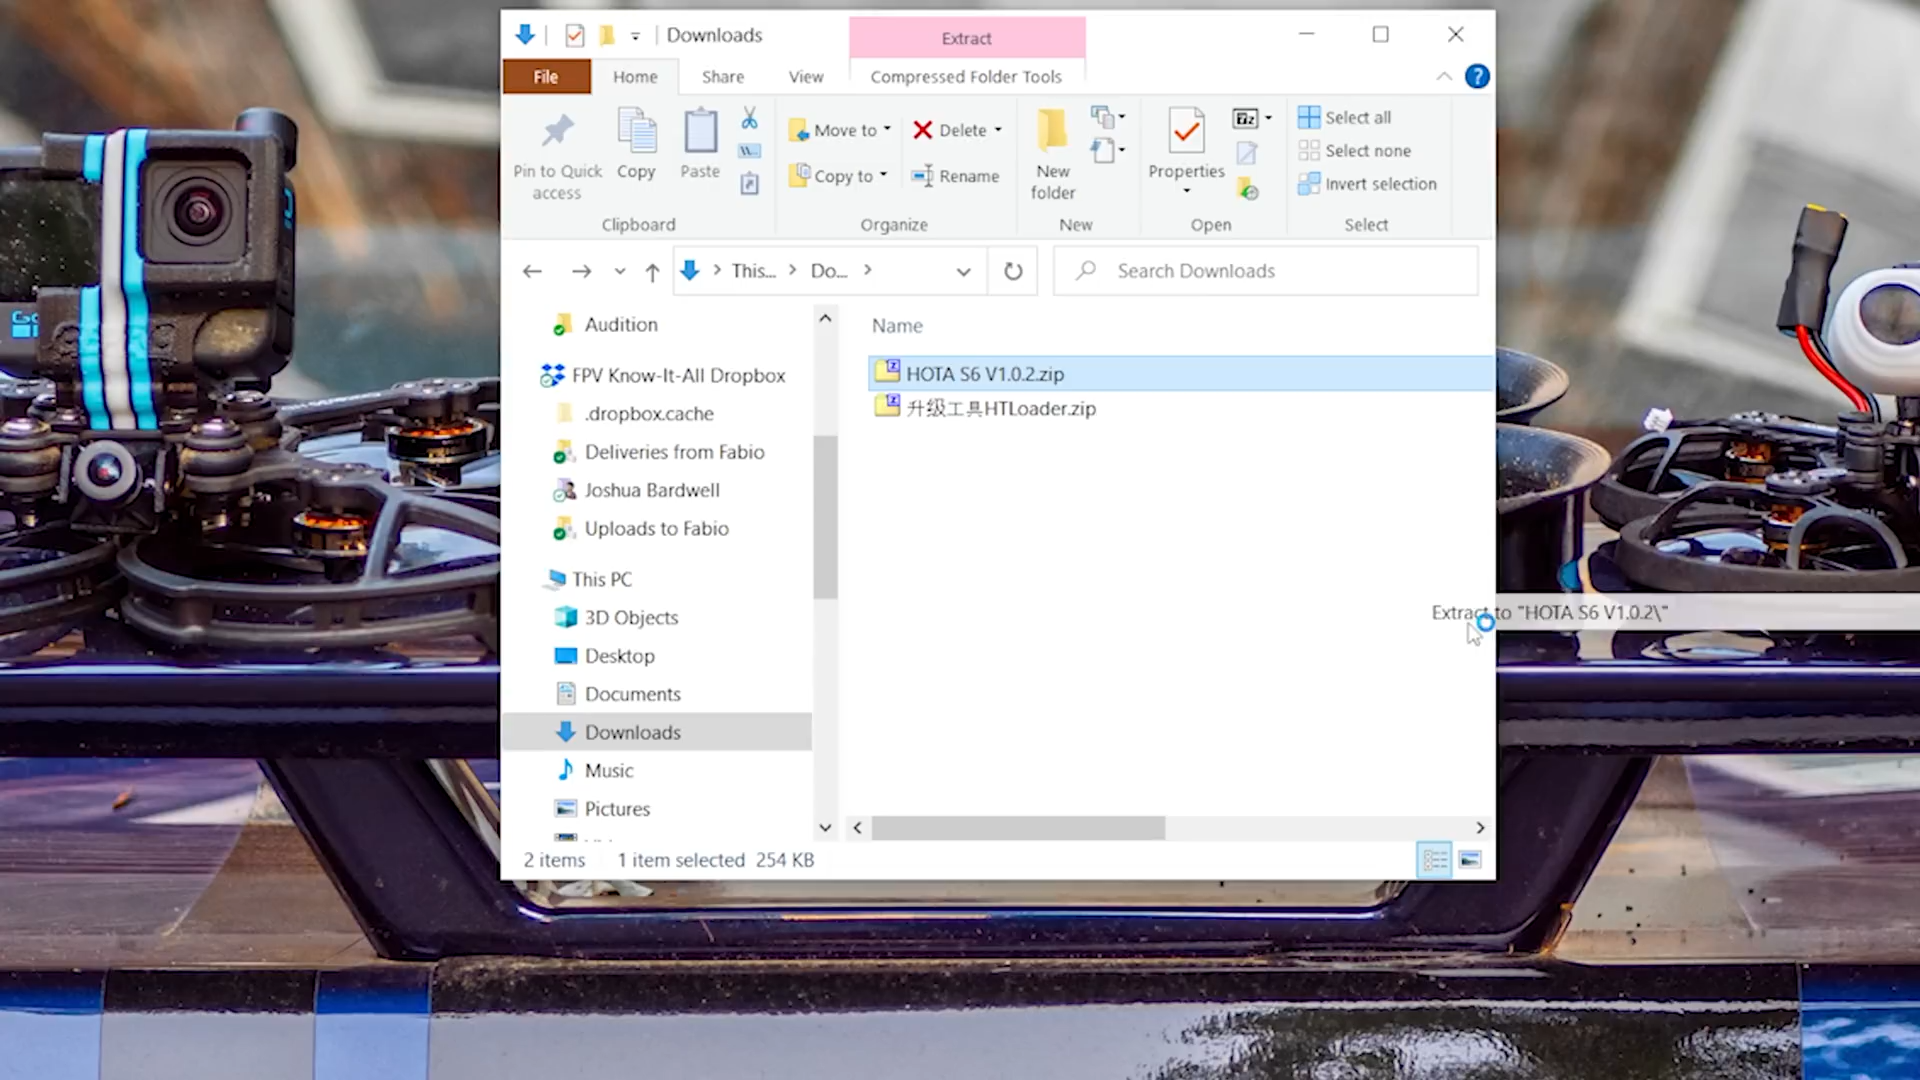 Downloads
Extract
File
Home
Share
View
Compressed Folder Tools
Pin to Quick access
Copy
Paste
Move to
Copy to
Delete
Rename
New folder
Properties
Select all
Select none
Invert selection
Clipboard
Organize
New
Open
Select
This...
Do...
Search Downloads
Audition
FPV Know-It-All Dropbox
.dropbox.cache
Deliveries from Fabio
Joshua Bardwell
Uploads to Fabio
This PC
3D Objects
Desktop
Documents
Downloads
Music
Pictures
Name
HOTA S6 V1.0.2.zip
升级工具HTLoader.zip
Extract to "HOTA S6 V1.0.2\"
2 items
1 item selected 254 KB